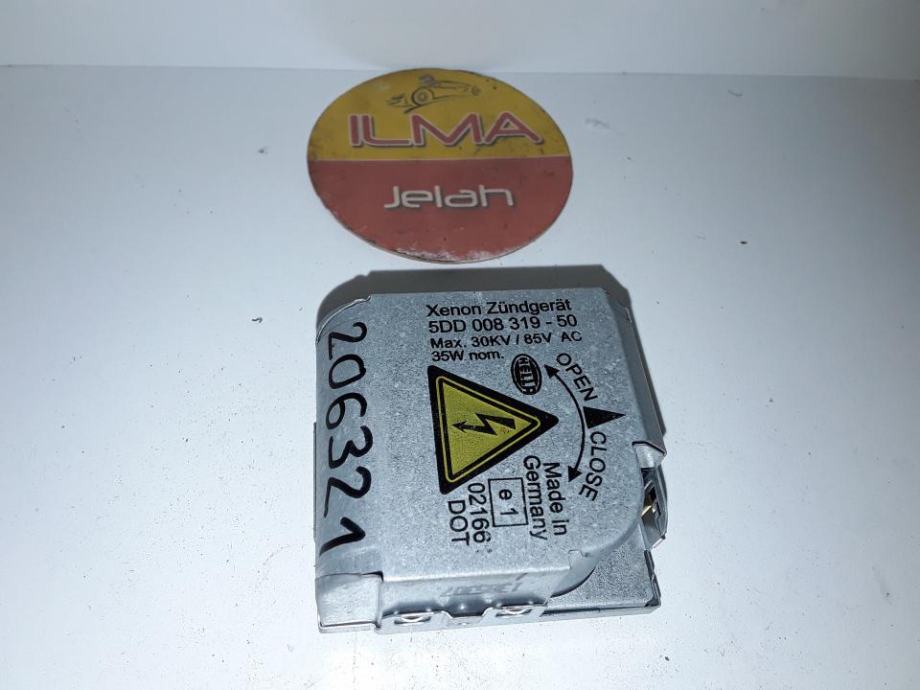 ILMA
Jelah
Xenon Zündgerät
5DD 008 319 - 50
Max. 30KV / 85V AC
35W nom.
HELLA
OPEN
CLOSE
Made in
Germany
e 1
02166
DOT
206321